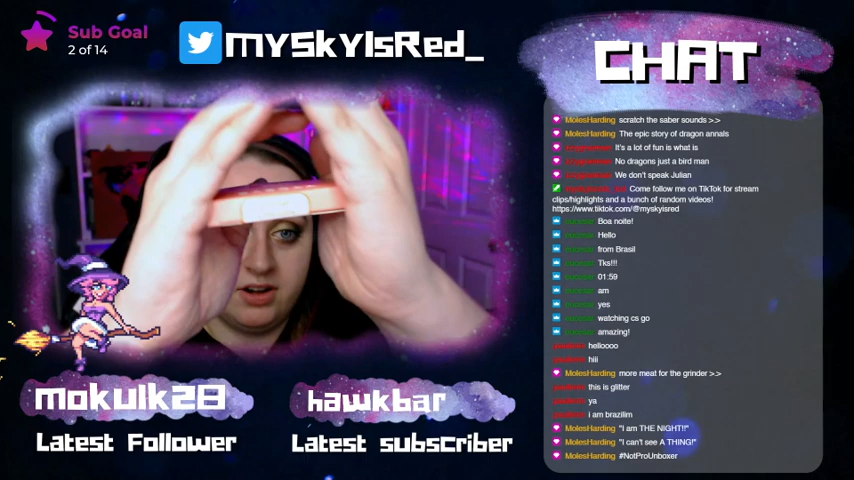 Sub Goal
2 of 14
MYSkYIsRed_
CHAT
MolesHarding scratch the saber sounds >.>
MolesHarding The epic story of dragon annals
It's a lot of fun is what is
No dragons just a bird man
We don't speak Julian
Come follow me on TikTok for stream
clips/highlights and a bunch of random videos!
https://www.tiktok.com/@myskyisred
Boa noite!
Hello
from Brasil
Tks!!!
01:59
am
yes
watching cs go
amazing!
helloooo
hiii
MolesHarding more meat for the grinder >.>
this is glitter
ya
i am brazilim
MolesHarding "I am THE NIGHT!!"
MolesHarding "I can't see A THING!"
MolesHarding #NotProUnboxer
mokulk28
Latest Follower
hawkbar
Latest subscriber